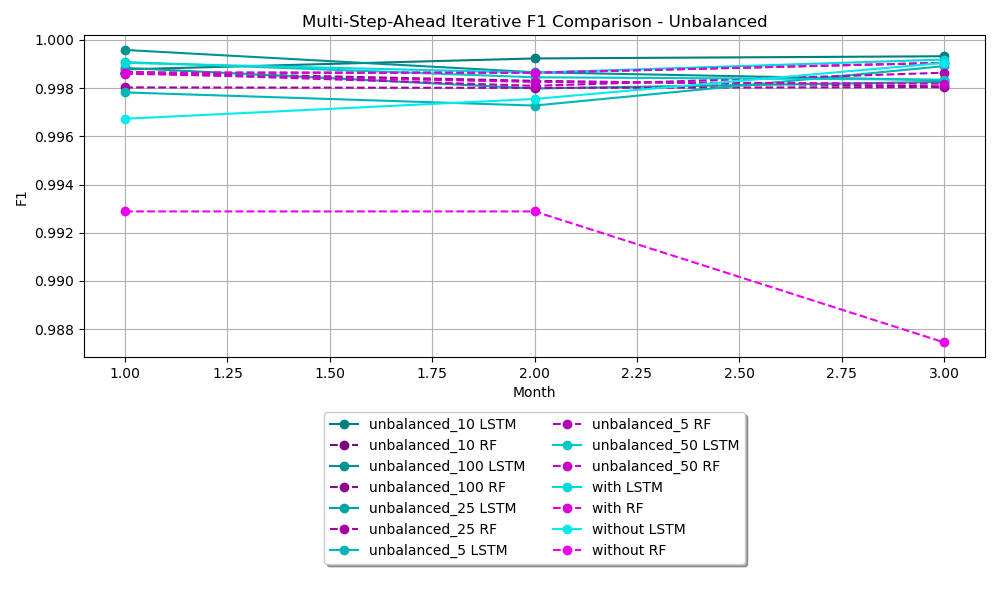 Multi-Step-Ahead Iterative F1 Comparison - Unbalanced
1.000
0.998
0.996
0.994
0.992
0.990
0.988
F1
1.00 1.25 1.50 1.75 2.00 2.25 2.50 2.75 3.00
Month
unbalanced_10 LSTM
unbalanced_10 RF
unbalanced_100 LSTM
unbalanced_100 RF
unbalanced_25 LSTM
unbalanced_25 RF
unbalanced_5 LSTM
unbalanced_5 RF
unbalanced_50 LSTM
unbalanced_50 RF
with LSTM
with RF
without LSTM
without RF